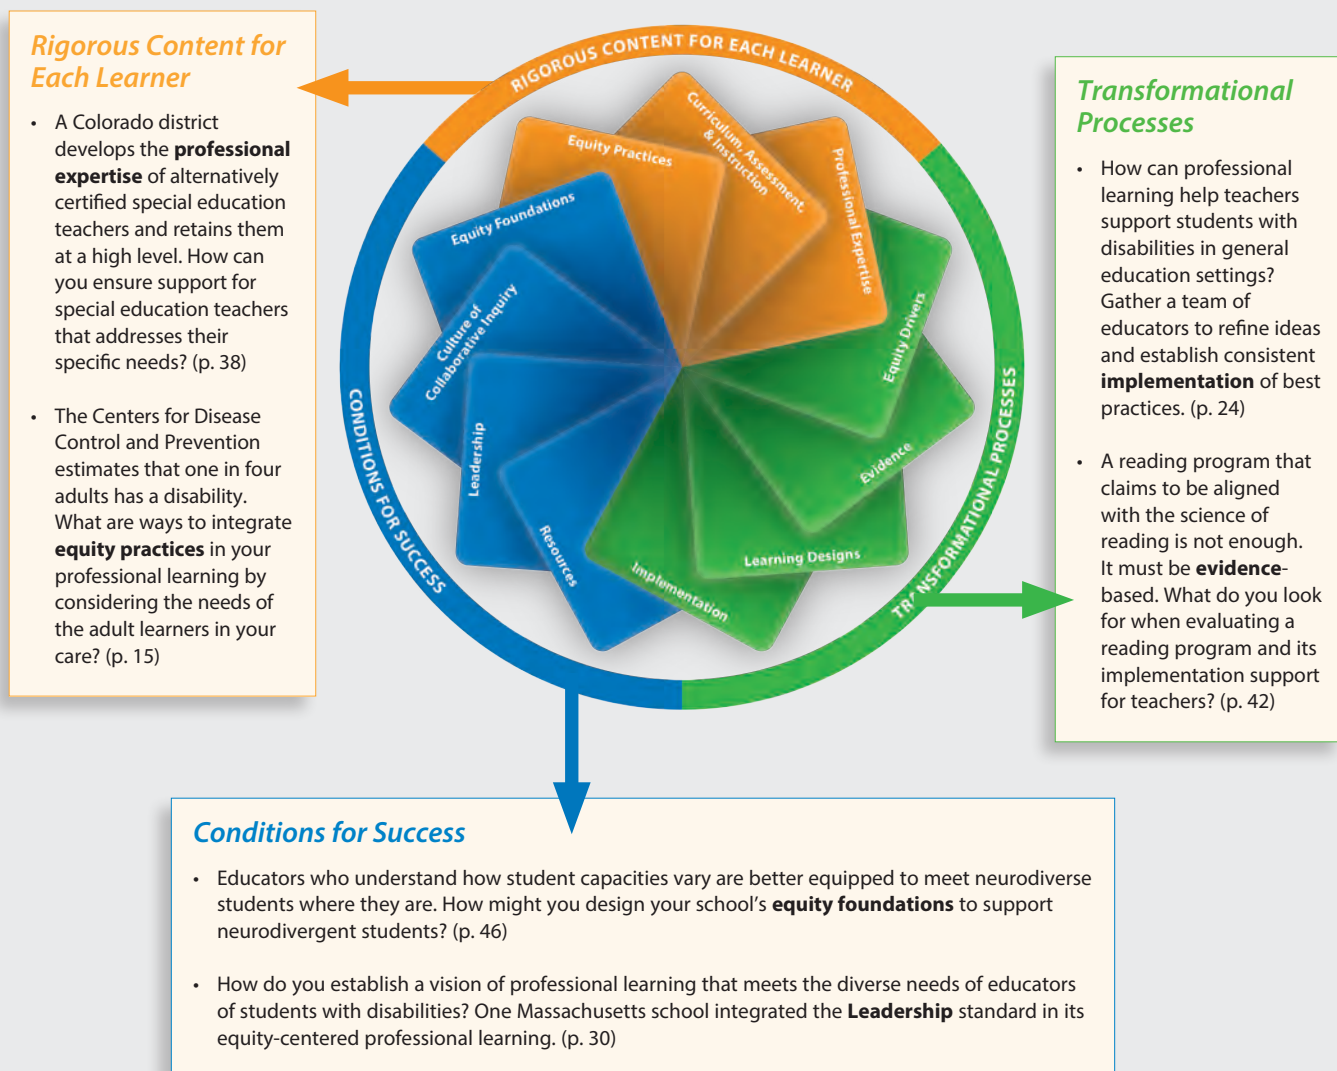 Rigorous Content for
Each Learner
• A Colorado district
develops the professional
expertise of alternatively
certified special education
teachers and retains them
at a high level. How can
you ensure support for
special education teachers
that addresses their
specific needs? (p. 38)
• The Centers for Disease
Control and Prevention
estimates that one in four
adults has a disability.
What are ways to integrate
equity practices in your
professional learning by
considering the needs of
the adult learners in your
care? (p. 15)
RIGOROUS CONTENT FOR EACH LEARNER
Equity Practices
Curriculum, Assessment,
& Instruction
Professional Expertise
Equity Foundations
Culture of
Collaborative Inquiry
Leadership
Resources
Equity Drivers
Evidence
Learning Designs
Implementation
CONDITIONS FOR SUCCESS
TRANSFORMATIONAL PROCESSES
Transformational
Processes
• How can professional
learning help teachers
support students with
disabilities in general
education settings?
Gather a team of
educators to refine ideas
and establish consistent
implementation of best
practices. (p. 24)
• A reading program that
claims to be aligned
with the science of
reading is not enough.
It must be evidence-
based. What do you look
for when evaluating a
reading program and its
implementation support
for teachers? (p. 42)
Conditions for Success
• Educators who understand how student capacities vary are better equipped to meet neurodiverse
students where they are. How might you design your school's equity foundations to support
neurodivergent students? (p. 46)
• How do you establish a vision of professional learning that meets the diverse needs of educators
of students with disabilities? One Massachusetts school integrated the Leadership standard in its
equity-centered professional learning. (p. 30)